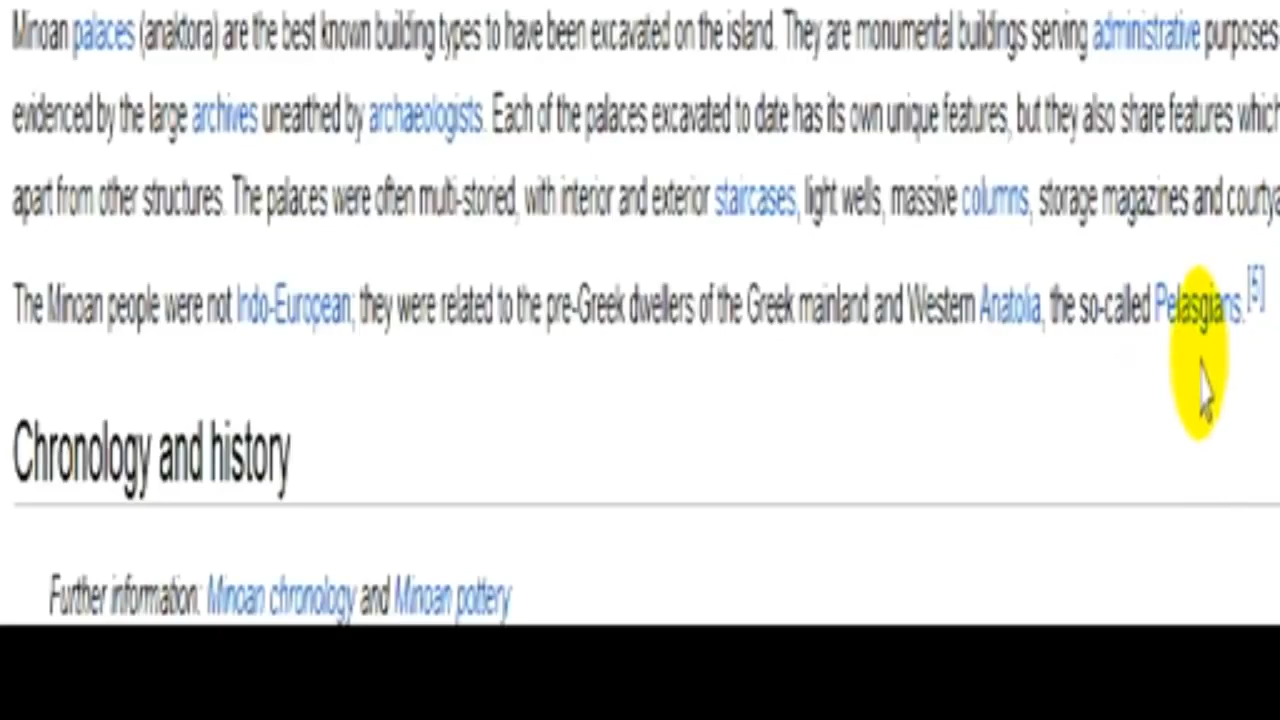 Minoan palaces (anaktora) are the best known building types to have been excavated on the island. They are monumental buildings serving administrative purposes
evidenced by the large archives unearthed by archaeologists. Each of the palaces excavated to date has its own unique features, but they also share features which
apart from other structures. The palaces were often multi-storied, with interior and exterior staircases, light wells, massive columns, storage magazines and
The Minoan people were not Indo-European; they were related to the pre-Greek dwellers of the Greek mainland and Western Anatolia, the so-called Pelasgians.[5]
Chronology and history
Further information: Minoan chronology and Minoan pottery